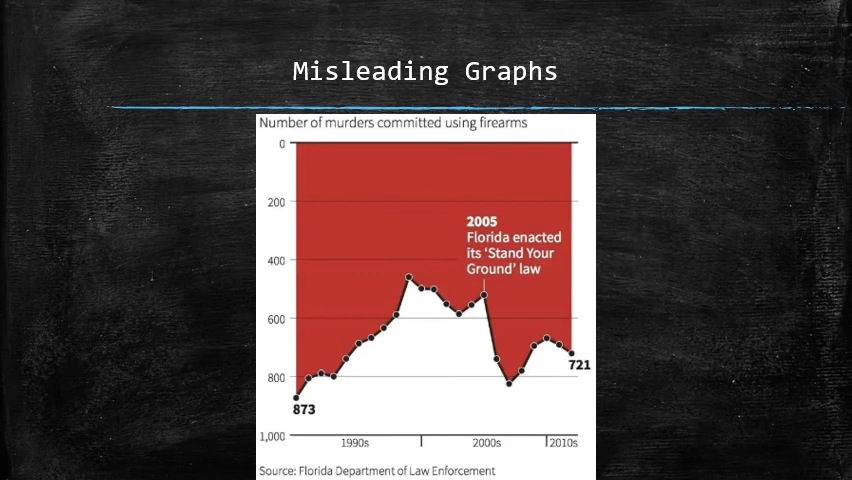 Misleading Graphs
Number of murders committed using firearms
0
200
2005
Florida enacted
its ‘Stand Your
Ground’ law
400
600
721
800
873
1,000
1990s
2000s
2010s
Source: Florida Department of Law Enforcement